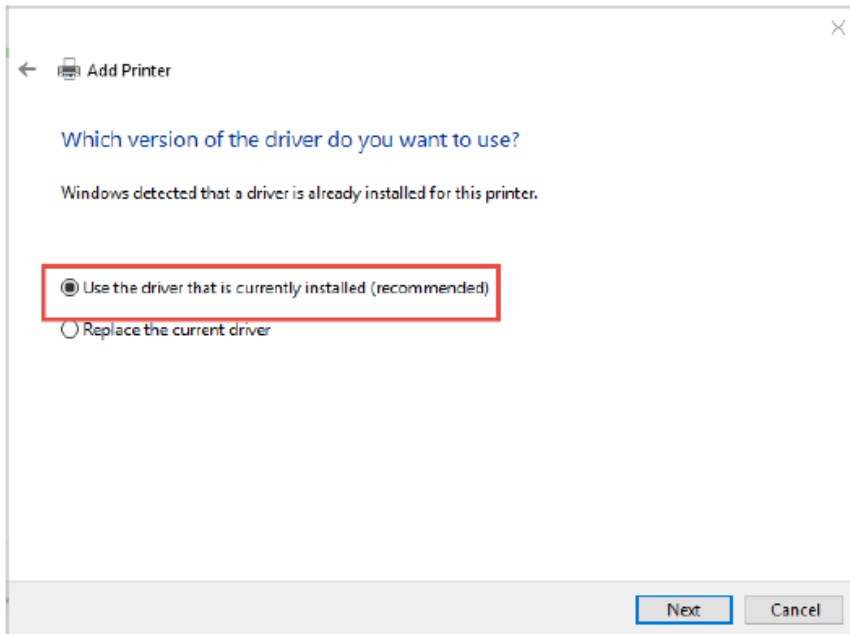 Add Printer
Which version of the driver do you want to use?
Windows detected that a driver is already installed for this printer.
Use the driver that is currently installed (recommended)
Replace the current driver
Next Cancel